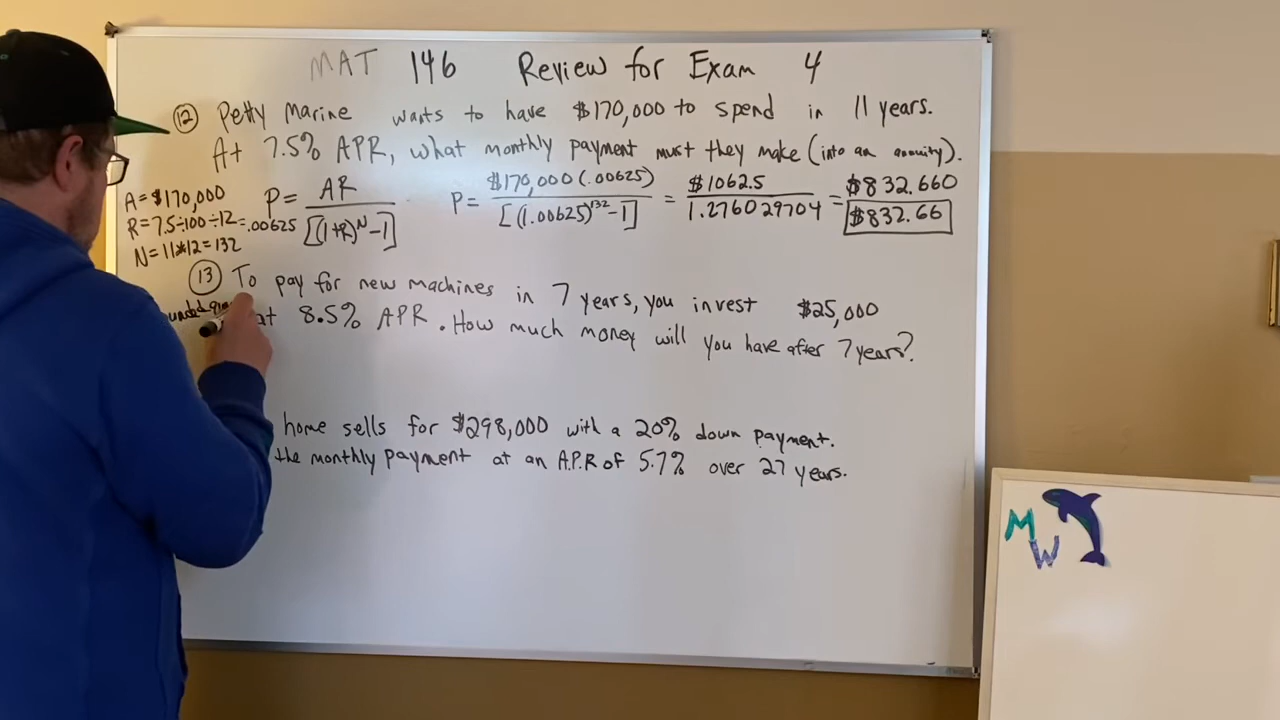 MAT 146 Review for Exam 4
12 Petty Marine wants to have $170,000 to spend in 11 years.
At 7.5% APR, what monthly payment must they make (into an annuity).
A = $170,000
R = 7.5÷100÷12 = .00625
N = 11*12 = 132
P = AR / [(1+R)^N - 1]
P = $170,000 (.00625) / [(1.00625)^132 - 1] = $1062.5 / 1.276029704 = $832.660
$832.66
13 To pay for new machines in 7 years, you invest $25,000
at 8.5% APR. How much money will you have after 7 years?
home sells for $298,000 with a 20% down payment.
the monthly payment at an A.P.R of 5.7% over 27 years.
M
W